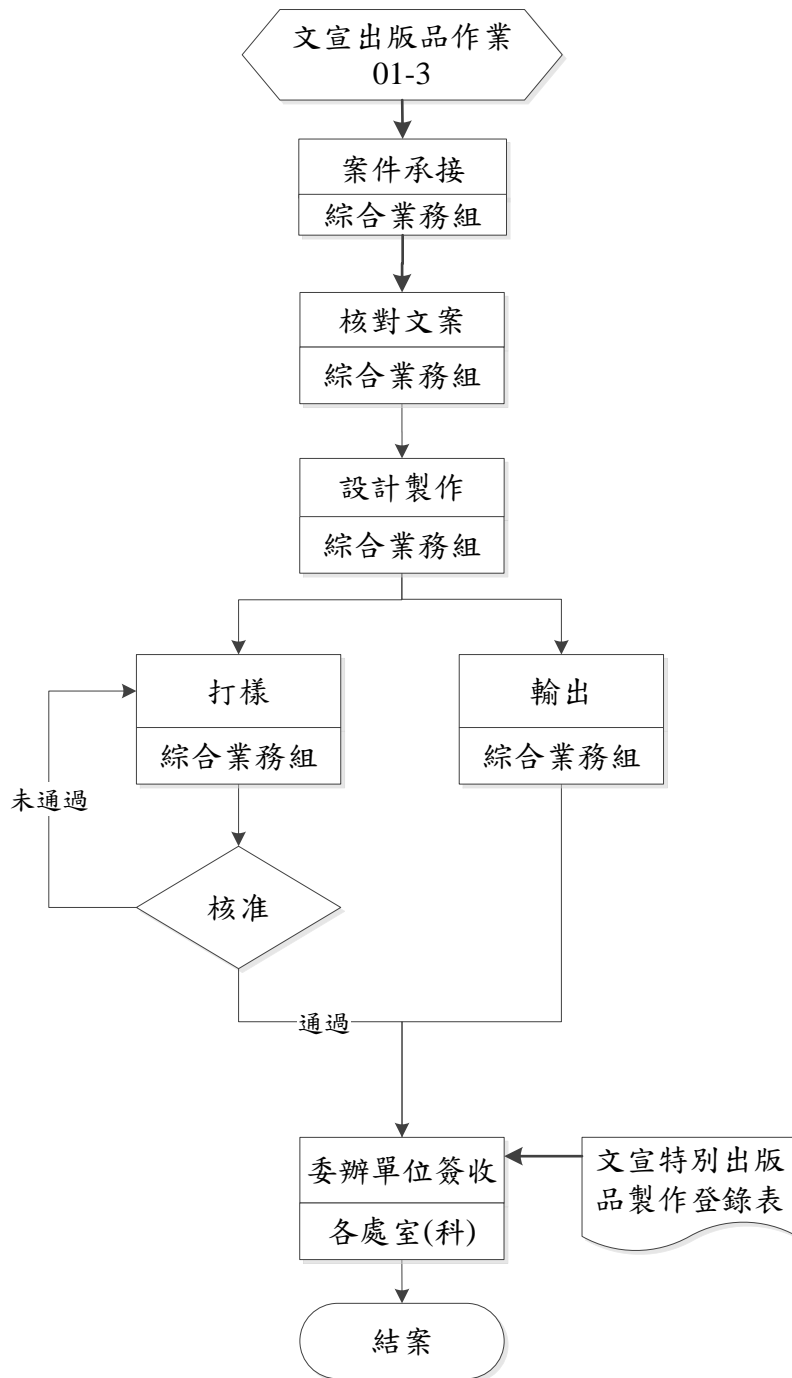 文宣出版品作業
01-3
案件承接
綜合業務組
核對文案
綜合業務組
設計製作
綜合業務組
打樣
綜合業務組
輸出
綜合業務組
未通過
核准
通過
委辦單位簽收
各處室(科)
文宣特別出版
品製作登錄表
結案